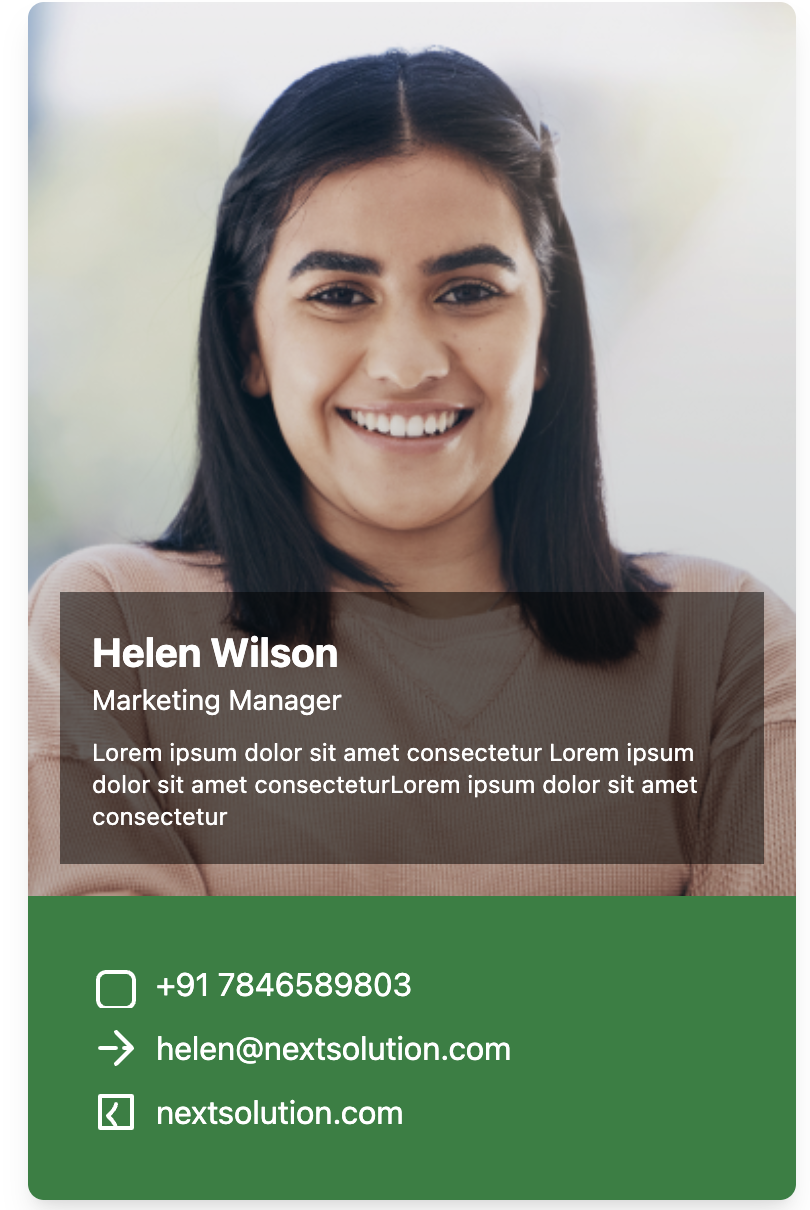 Helen Wilson
Marketing Manager
Lorem ipsum dolor sit amet consectetur Lorem ipsum
dolor sit amet consecteturLorem ipsum dolor sit amet
consectetur
+91 7846589803
helen@nextsolution.com
nextsolution.com